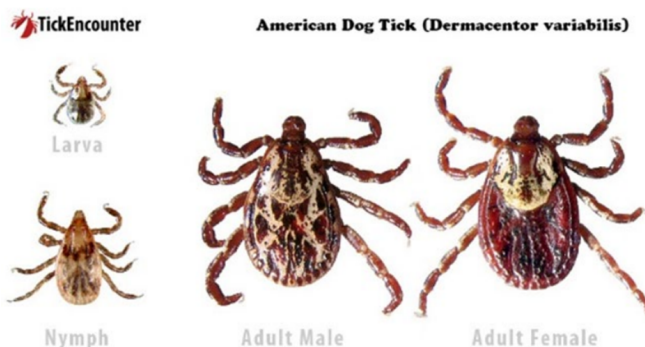 TickEncounter
American Dog Tick (Dermacentor variabilis)
Larva
Nymph
Adult Male
Adult Female